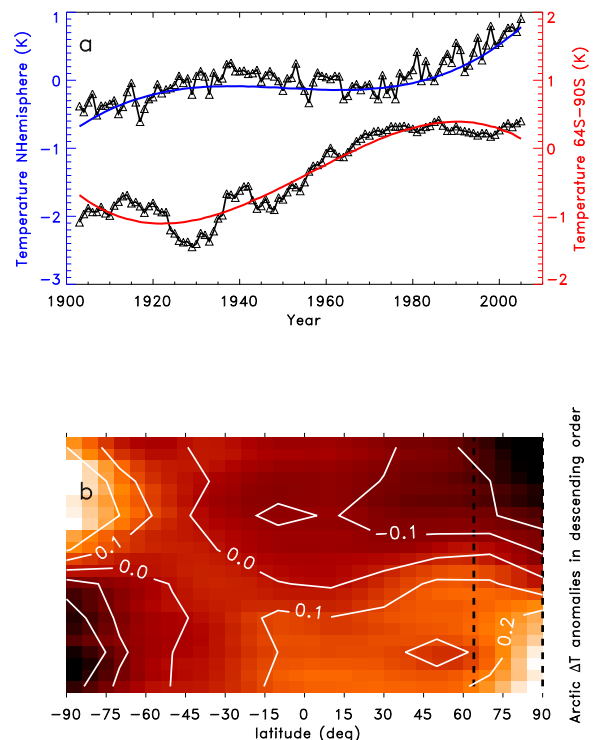 a
1
0
−1
−2
−3
Temperature NHemisphere (K)
2
1
0
−1
−2
Temperature 64S−90S (K)
1900 1920 1940 1960 1980 2000
Year
b
0.1
0.0
0.0
−0.1
0.1
0.2
−90 −75 −60 −45 −30 −15 0 15 30 45 60 75 90
latitude (deg)
Arctic ΔT anomalies in descending order